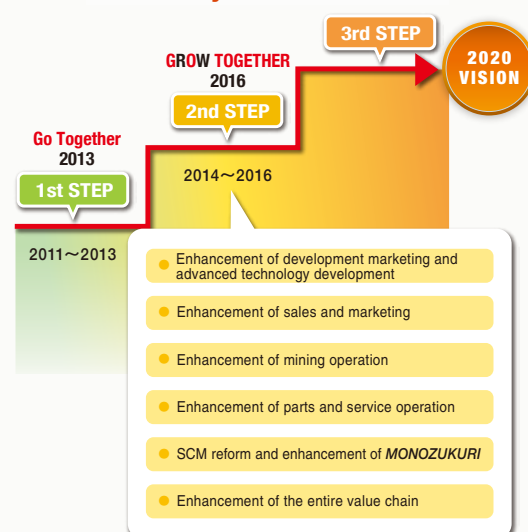 3rd STEP
2020
VISION
GROW TOGETHER
2016
2nd STEP
Go Together
2013
1st STEP
2014～2016
2011～2013
Enhancement of development marketing and
advanced technology development
Enhancement of sales and marketing
Enhancement of mining operation
Enhancement of parts and service operation
SCM reform and enhancement of MONOZUKURI
Enhancement of the entire value chain